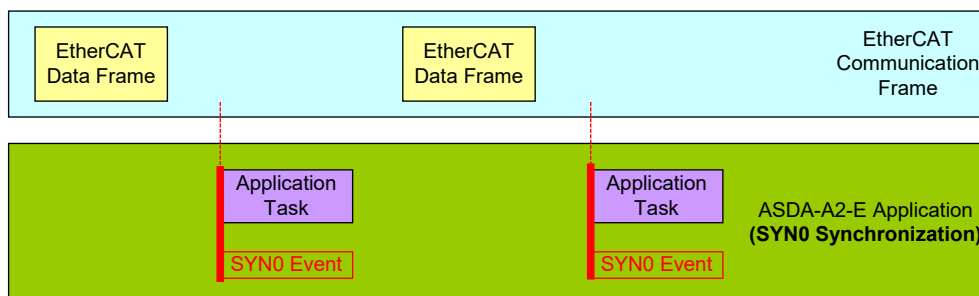 EtherCAT
Data Frame
EtherCAT
Data Frame
EtherCAT
Communication
Frame
Application
Task
SYN0 Event
Application
Task
SYN0 Event
ASDA-A2-E Application
(SYN0 Synchronization)